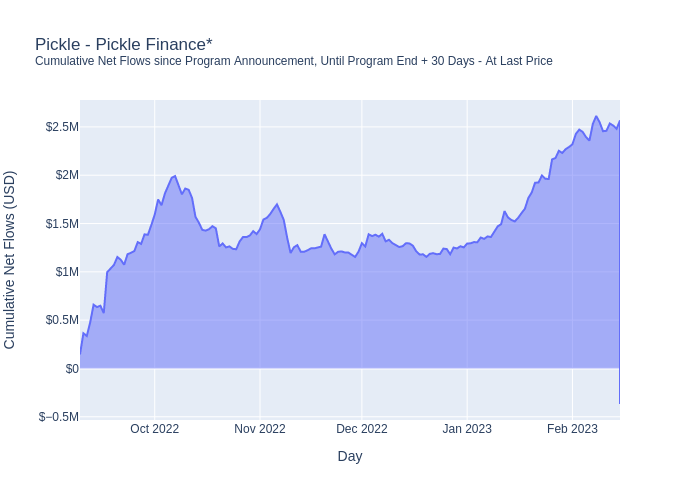 Pickle - Pickle Finance*
Cumulative Net Flows since Program Announcement, Until Program End + 30 Days - At Last Price
Cumulative Net Flows (USD)
$2.5M
$2M
$1.5M
$1M
$0.5M
$0
$−0.5M
Oct 2022
Nov 2022
Dec 2022
Jan 2023
Feb 2023
Day